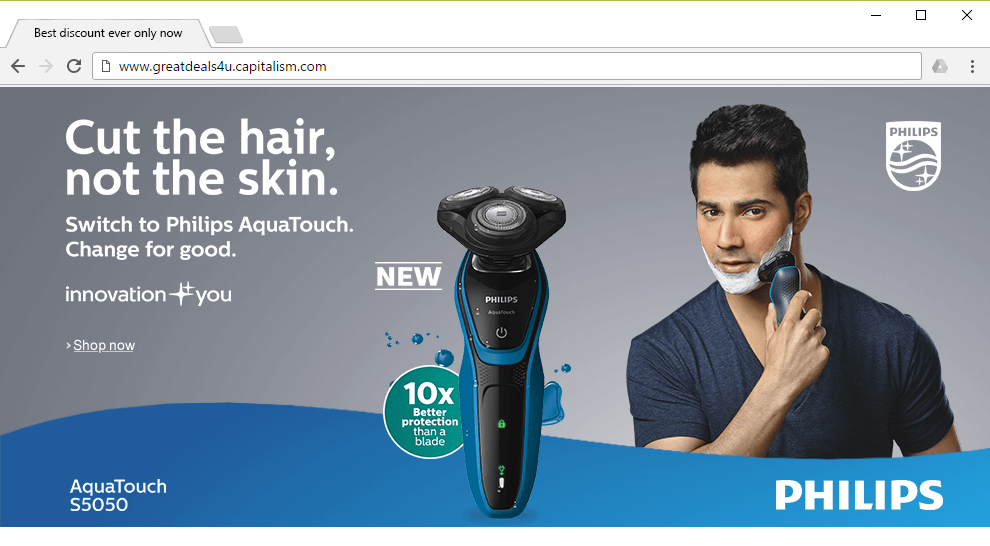 Best discount ever only now
www.greatdeals4u.capitalism.com
Cut the hair,
not the skin.
Switch to Philips AquaTouch.
Change for good.
innovation you
> Shop now
NEW
PHILIPS
AquaTouch
10x
Better
protection
than a
blade
PHILIPS
AquaTouch
S5050
PHILIPS